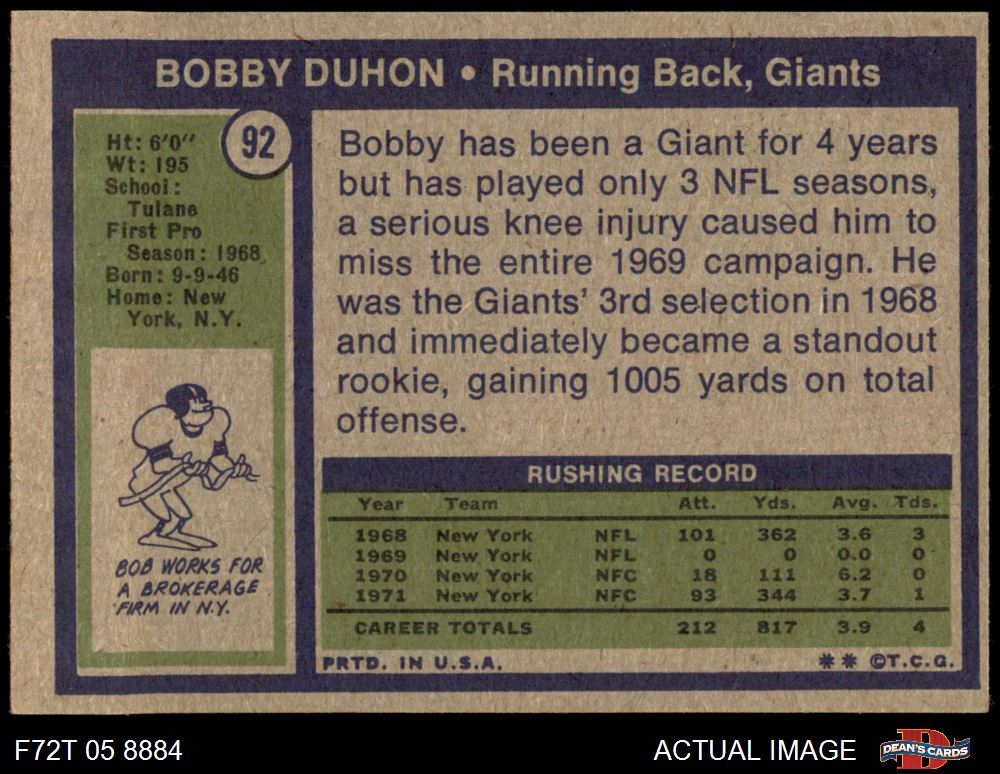 BOBBY DUHON • Running Back, Giants
92
Ht: 6'0"
Wt: 195
School:
Tulane
First Pro
Season: 1968
Born: 9-9-46
Home: New
York, N.Y.
BOB WORKS FOR
A BROKERAGE
FIRM IN N.Y.
Bobby has been a Giant for 4 years
but has played only 3 NFL seasons,
a serious knee injury caused him to
miss the entire 1969 campaign. He
was the Giants' 3rd selection in 1968
and immediately became a standout
rookie, gaining 1005 yards on total
offense.
RUSHING RECORD
Year Team Att. Yds. Avg. Tds.
1968 New York NFL 101 362 3.6 3
1969 New York NFL 0 0 0.0 0
1970 New York NFC 18 111 6.2 0
1971 New York NFC 93 344 3.7 1
CAREER TOTALS 212 817 3.9 4
PRTD. IN U.S.A. ** ©T.C.G.
F72T 05 8884 ACTUAL IMAGE DEAN'S CARDS